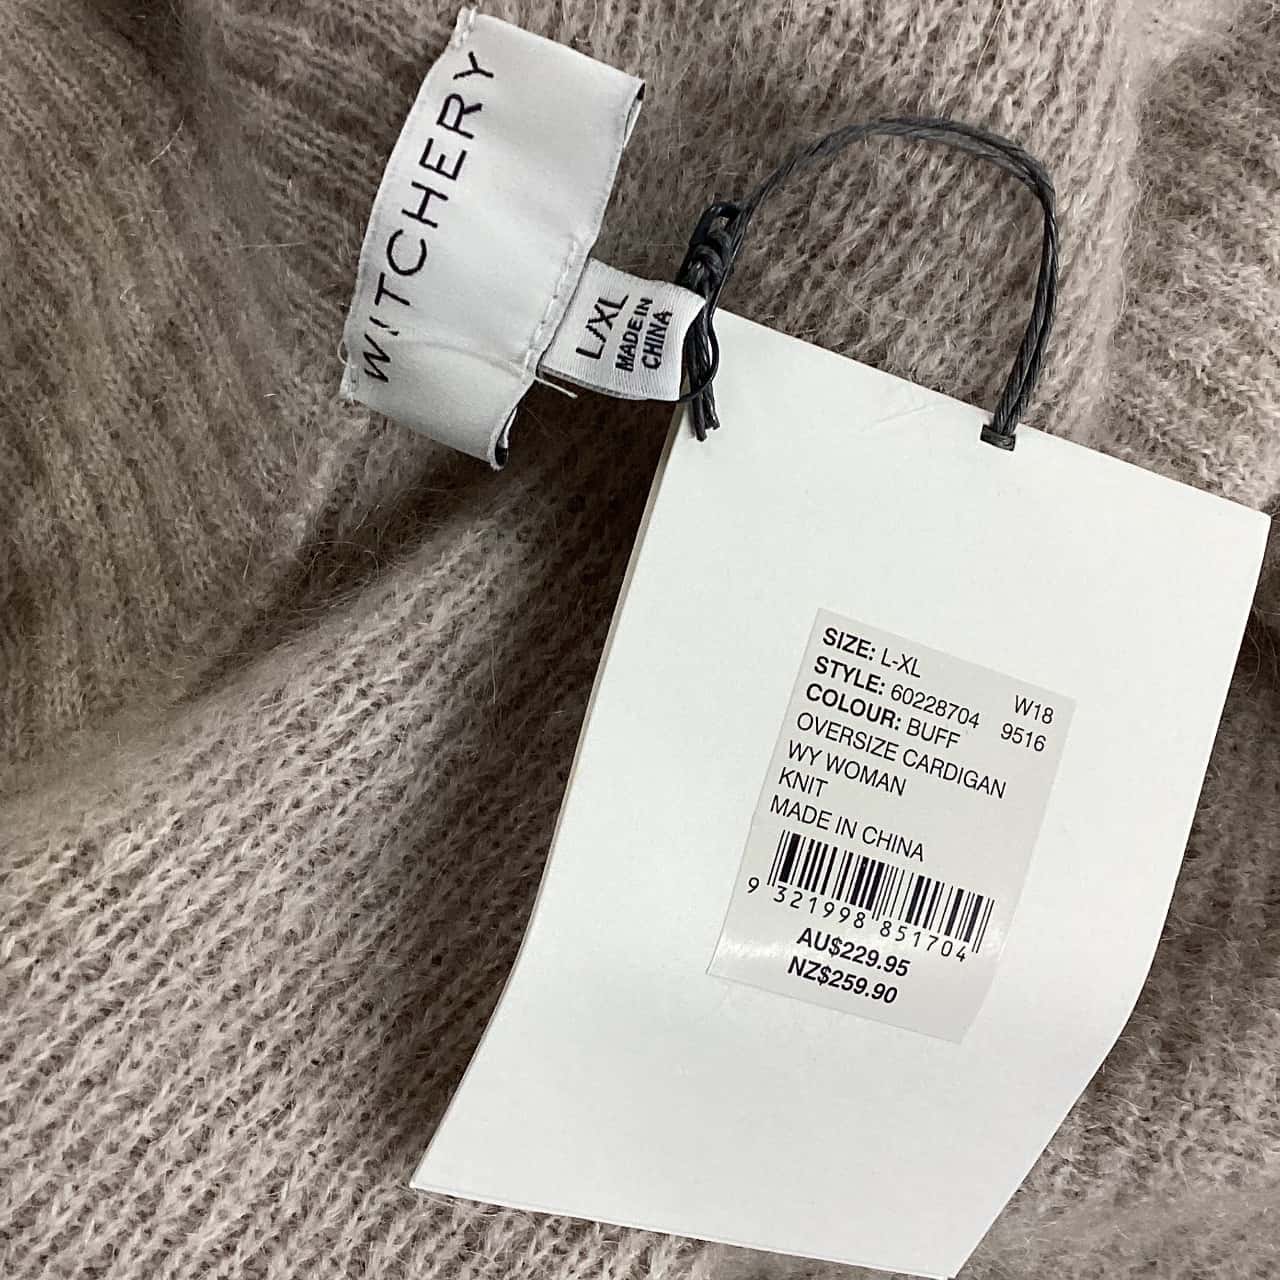 WITCHERY
L/XL
MADE IN
CHINA
SIZE: L-XL
STYLE: 60228704 W18
COLOUR: BUFF 9516
OVERSIZE CARDIGAN
WY WOMAN
KNIT
MADE IN CHINA
9 321998 851704
AU$229.95
NZ$259.90